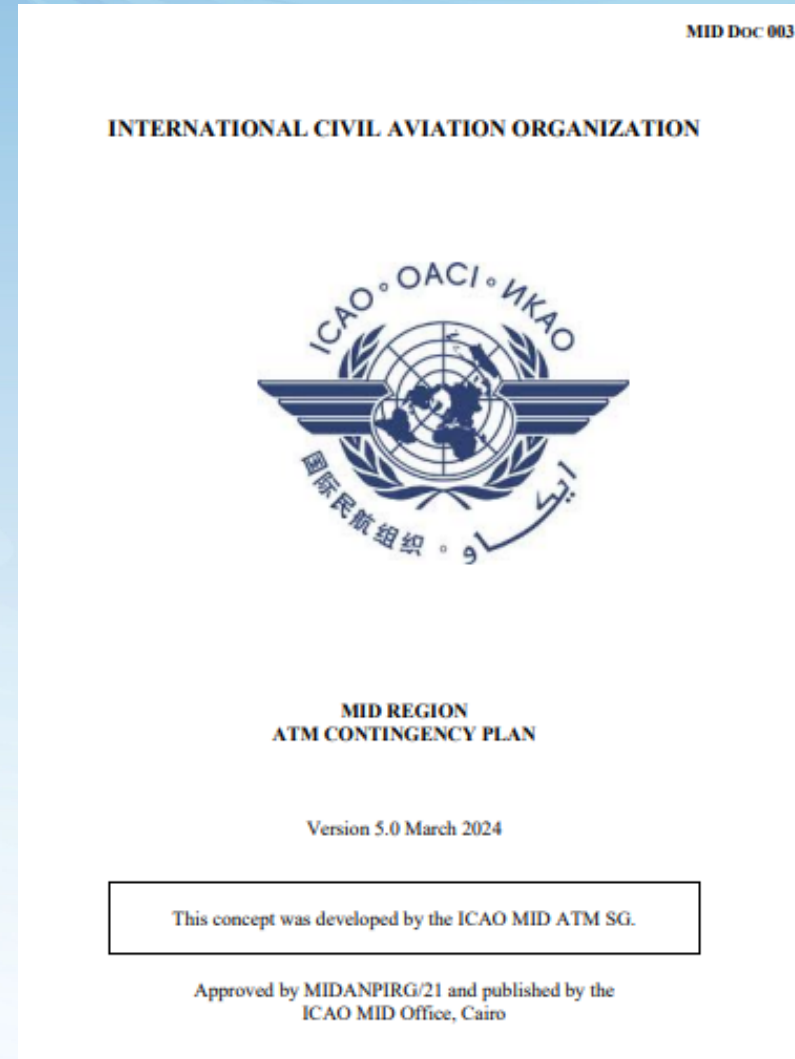 MID DOC 003
INTERNATIONAL CIVIL AVIATION ORGANIZATION
ICAO ◦ OACI ◦ ИКАО
国际民航组织 ◦ ايكاو
MID REGION
ATM CONTINGENCY PLAN
Version 5.0 March 2024
This concept was developed by the ICAO MID ATM SG.
Approved by MIDANPIRG/21 and published by the
ICAO MID Office, Cairo